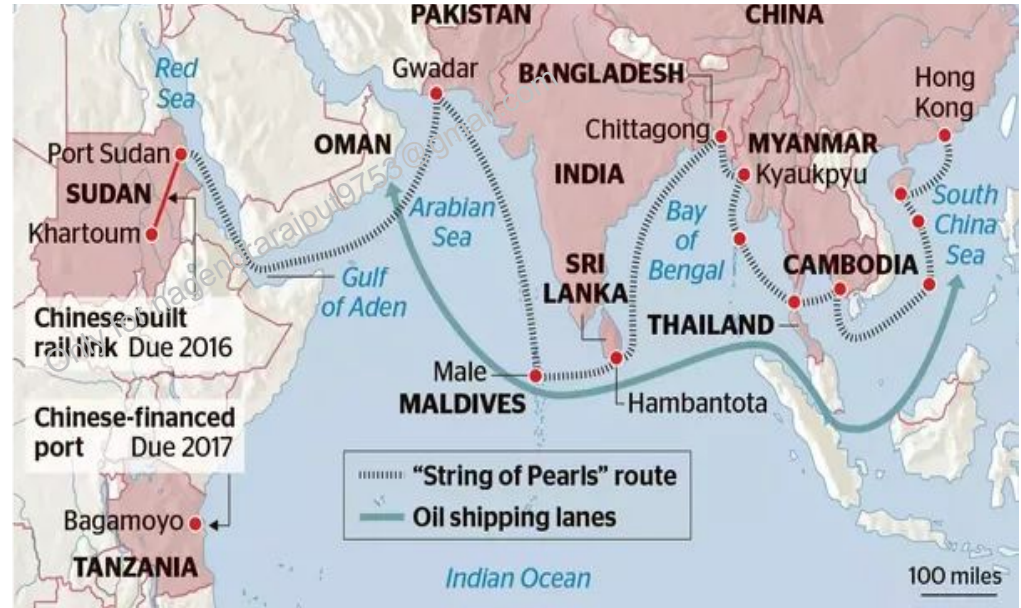 PAKISTAN
CHINA
Red
Sea
Gwadar
BANGLADESH
Hong
Kong
Chittagong
Port Sudan
OMAN
MYANMAR
INDIA
Kyaukpyu
SUDAN
Arabian
Sea
Bay
of
Bengal
South
China
Sea
Khartoum
SRI
LANKA
CAMBODIA
Gulf
of Aden
Chinese-built
rail link Due 2016
THAILAND
Male
MALDIVES
Hambantota
Chinese-financed
port Due 2017
"String of Pearls" route
Oil shipping lanes
Bagamoyo
TANZANIA
Indian Ocean
100 miles